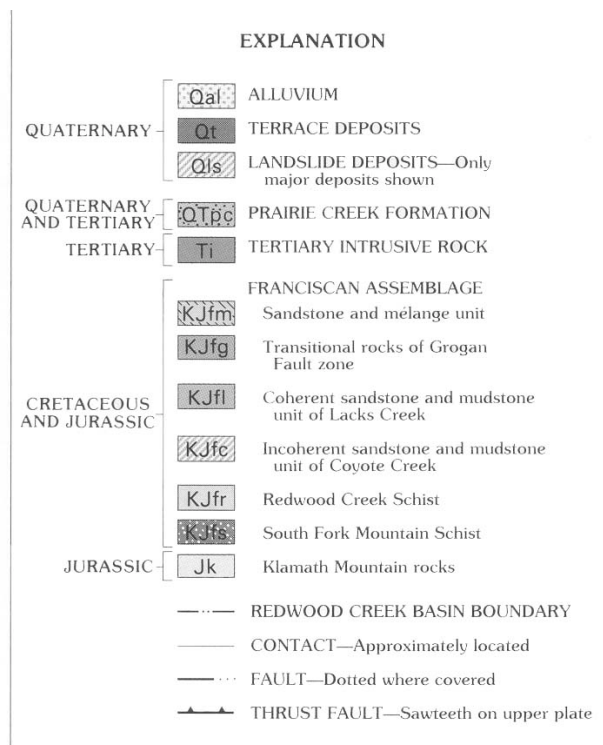 EXPLANATION
Qal ALLUVIUM
QUATERNARY Qt TERRACE DEPOSITS
Qls LANDSLIDE DEPOSITS—Only
major deposits shown
QUATERNARY
AND TERTIARY QTpc PRAIRIE CREEK FORMATION
TERTIARY Ti TERTIARY INTRUSIVE ROCK
FRANCISCAN ASSEMBLAGE
KJfm Sandstone and mélange unit
KJfg Transitional rocks of Grogan
Fault zone
CRETACEOUS
AND JURASSIC
KJfl Coherent sandstone and mudstone
unit of Lacks Creek
KJfc Incoherent sandstone and mudstone
unit of Coyote Creek
KJfr Redwood Creek Schist
KJfs South Fork Mountain Schist
JURASSIC Jk Klamath Mountain rocks
REDWOOD CREEK BASIN BOUNDARY
CONTACT—Approximately located
FAULT—Dotted where covered
THRUST FAULT—Sawteeth on upper plate